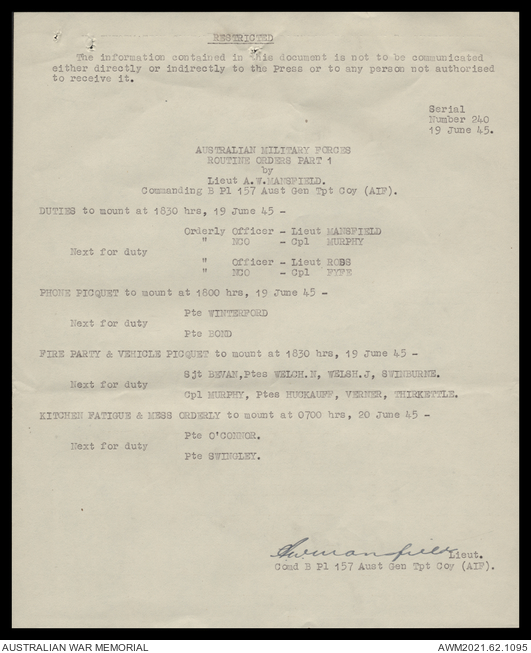 RESTRICTED
The information contained in this document is not to be communicated
either directly or indirectly to the Press or to any person not authorised
to receive it.
Serial
Number 240
19 June 45.
AUSTRALIAN MILITARY FORCES
ROUTINE ORDERS PART 1
by
Lieut A.W.MANSFIELD.
Commanding B Pl 157 Aust Gen Tpt Coy (AIF).
DUTIES to mount at 1830 hrs, 19 June 45 -
Orderly Officer - Lieut MANSFIELD
" NCO - Cpl MURPHY
Next for duty
" Officer - Lieut ROSS
" NCO - Cpl FYFE
PHONE PICQUET to mount at 1800 hrs, 19 June 45 -
Pte WINTERFORD
Next for duty
Pte BOND
FIRE PARTY & VEHICLE PICQUET to mount at 1830 hrs, 19 June 45 -
Sjt BEVAN,Ptes WELCH.N, WELSH.J, SWINBURNE.
Next for duty
Cpl MURPHY, Ptes HUCKAUFF, VERNER, THIRKETTLE.
KITCHEN FATIGUE & MESS ORDERLY to mount at 0700 hrs, 20 June 45 -
Pte O'CONNOR.
Next for duty
Pte SWINGLEY.
Awmansfield Lieut.
Comd B Pl 157 Aust Gen Tpt Coy (AIF).
AUSTRALIAN WAR MEMORIAL
AWM2021.62.1095